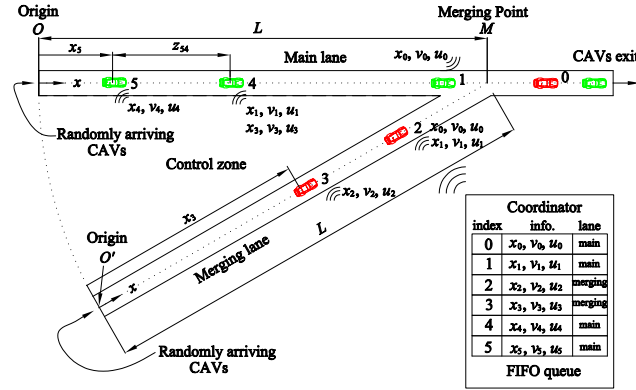 Origin
O
L
Merging Point
M
x5
z54
Main lane
x0, v0, u0
CAVs exit
x
5
4
1
0
x4, v4, u4
x1, v1, u1
x3, v3, u3
Randomly arriving
CAVs
2
x0, v0, u0
x1, v1, u1
Control zone
3
x2, v2, u2
x3
L
Origin
O'
x
Merging lane
Randomly arriving
CAVs
Coordinator
index info. lane
0 x0, v0, u0 main
1 x1, v1, u1 main
2 x2, v2, u2 merging
3 x3, v3, u3 merging
4 x4, v4, u4 main
5 x5, v5, u5 main
FIFO queue